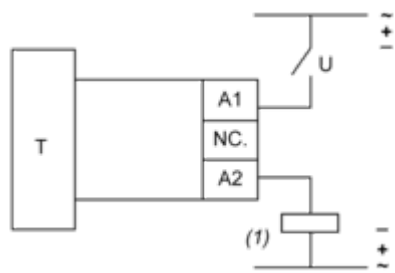 ~
+
−
U
A1
NC.
T
A2
(1)
−
+
~